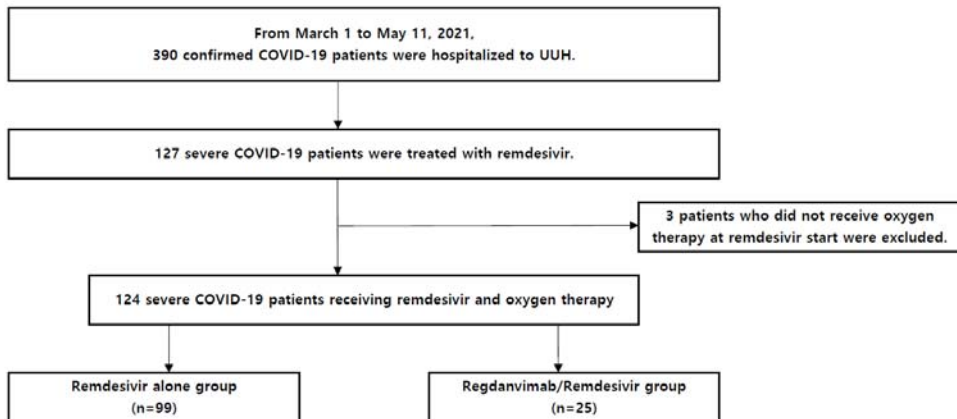 From March 1 to May 11, 2021,
390 confirmed COVID-19 patients were hospitalized to UUH.
127 severe COVID-19 patients were treated with remdesivir.
3 patients who did not receive oxygen
therapy at remdesivir start were excluded.
124 severe COVID-19 patients receiving remdesivir and oxygen therapy
Remdesivir alone group
(n=99)
Regdanvimab/Remdesivir group
(n=25)